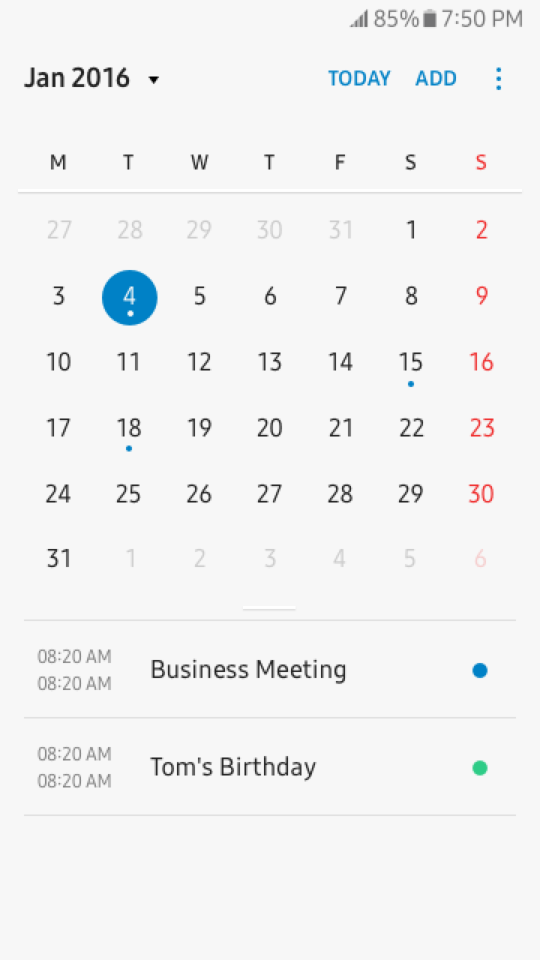 85% 7:50 PM
Jan 2016 TODAY ADD
M T W T F S S
27 28 29 30 31 1 2
3 4 5 6 7 8 9
10 11 12 13 14 15 16
17 18 19 20 21 22 23
24 25 26 27 28 29 30
31 1 2 3 4 5 6
08:20 AM
08:20 AM
Business Meeting
08:20 AM
08:20 AM
Tom's Birthday